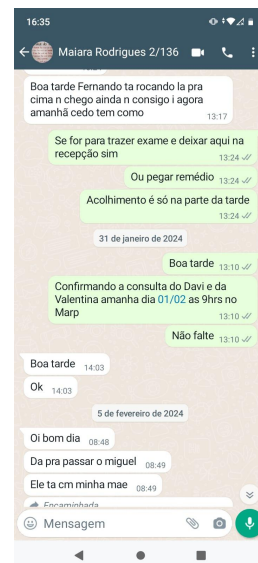 16:35
Maiara Rodrigues 2/136
Boa tarde Fernando ta rocando la pra
cima n chego ainda n consigo i agora
amanhã cedo tem como
13:17
Se for para trazer exame e deixar aqui na
recepção sim
13:24
Ou pegar remédio 13:24
Acolhimento é só na parte da tarde
13:24
31 de janeiro de 2024
Boa tarde 13:10
Confirmando a consulta do Davi e da
Valentina amanha dia 01/02 as 9hrs no
Marp
13:10
Não falte 13:10
Boa tarde 14:03
Ok 14:03
5 de fevereiro de 2024
Oi bom dia 08:48
Da pra passar o miguel 08:49
Ele ta cm minha mae 08:49
Encaminhada
Mensagem